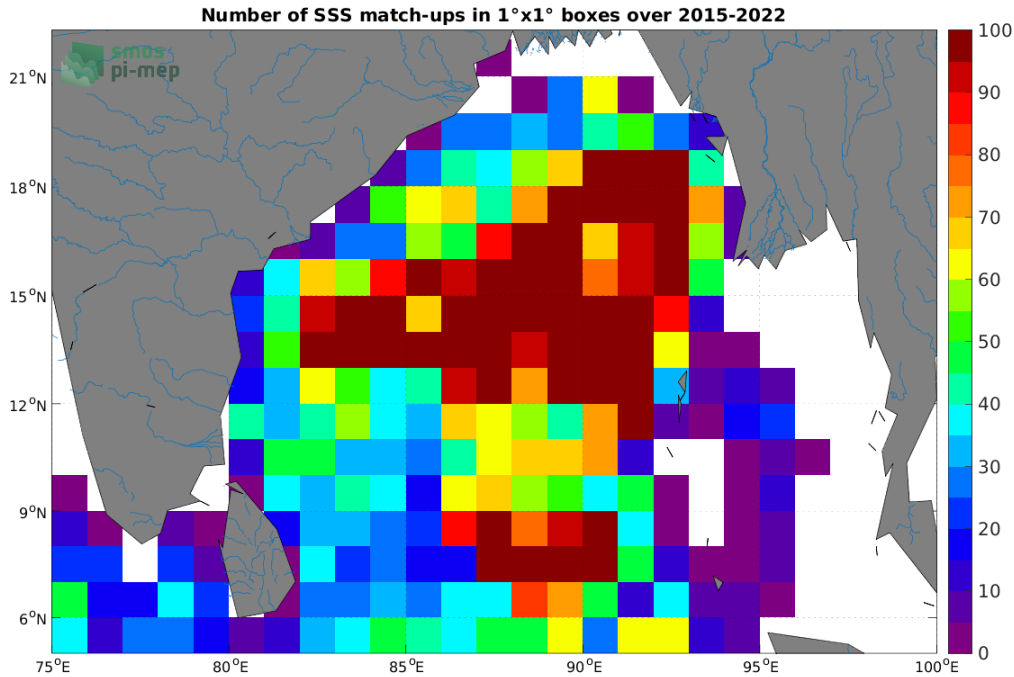 Number of SSS match-ups in 1°x1° boxes over 2015-2022
smos
pi-mep
21°N
18°N
15°N
12°N
9°N
6°N
75°E 80°E 85°E 90°E 95°E 100°E
100
90
80
70
60
50
40
30
20
10
0